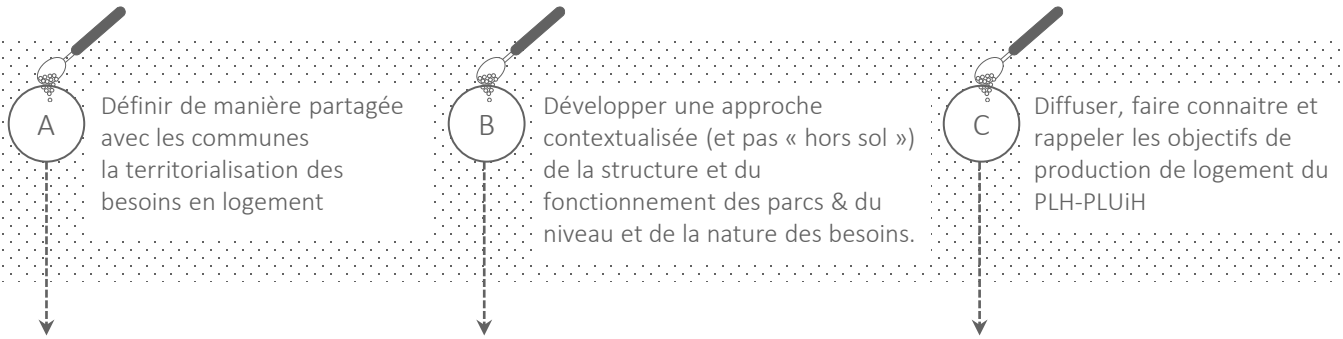 A
Définir de manière partagée
avec les communes
la territorialisation des
besoins en logement
B
Développer une approche
contextualisée (et pas « hors sol »)
de la structure et du
fonctionnement des parcs & du
niveau et de la nature des besoins.
C
Diffuser, faire connaitre et
rappeler les objectifs de
production de logement du
PLH-PLUiH